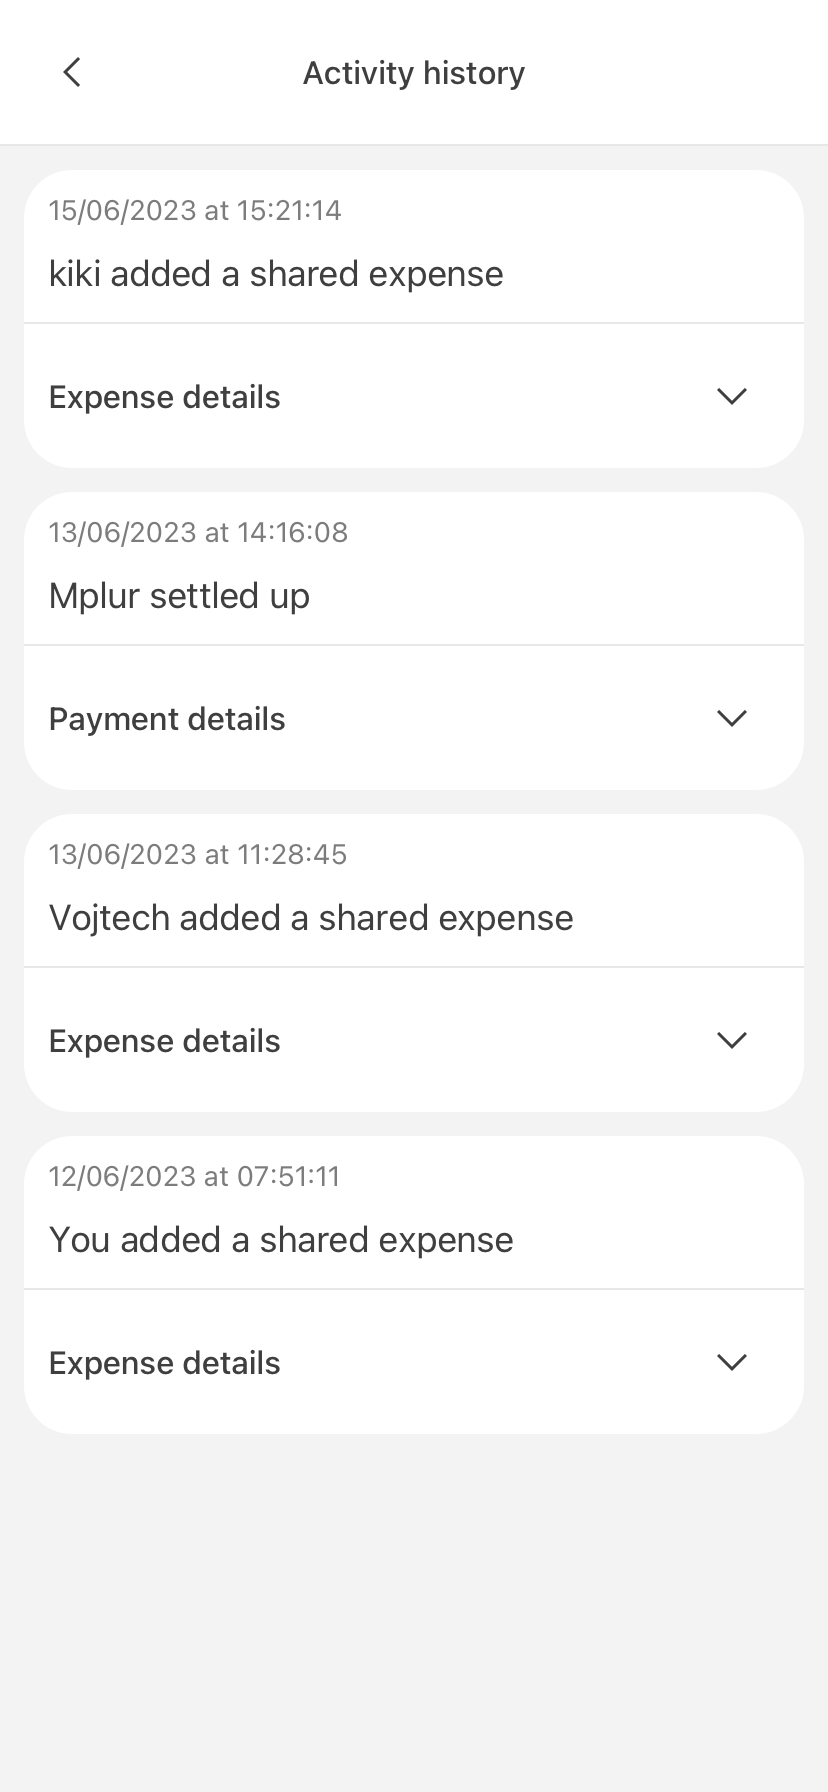 Activity history
15/06/2023 at 15:21:14
kiki added a shared expense
Expense details
13/06/2023 at 14:16:08
Mplur settled up
Payment details
13/06/2023 at 11:28:45
Vojtech added a shared expense
Expense details
12/06/2023 at 07:51:11
You added a shared expense
Expense details